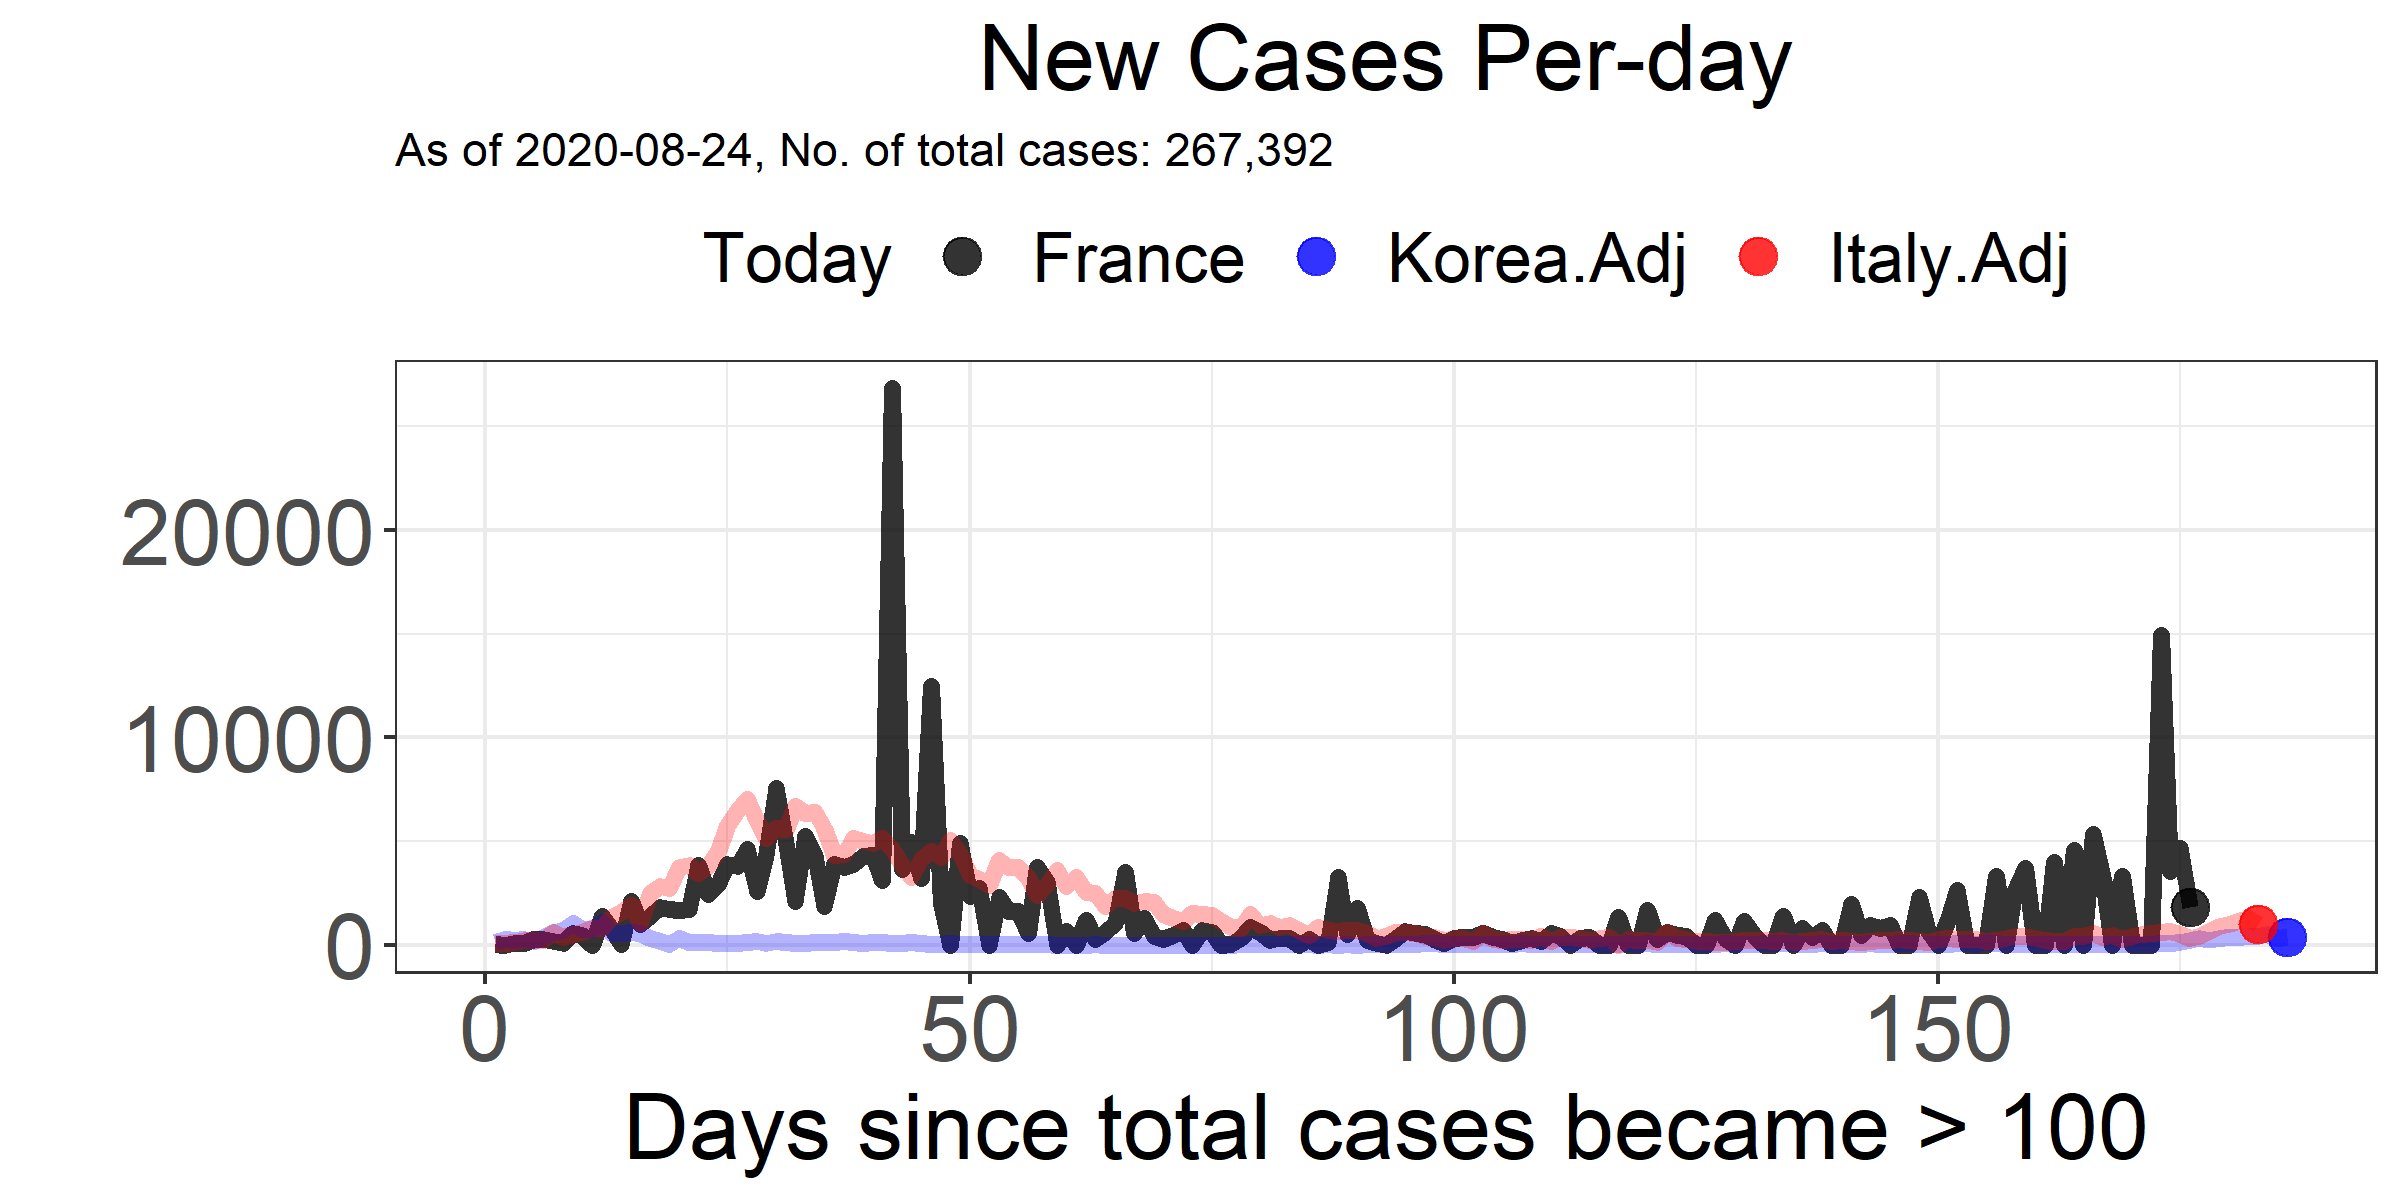 New Cases Per-day
As of 2020-08-24, No. of total cases: 267,392
Today France Korea.Adj Italy.Adj
20000
10000
0
0 50 100 150
Days since total cases became > 100